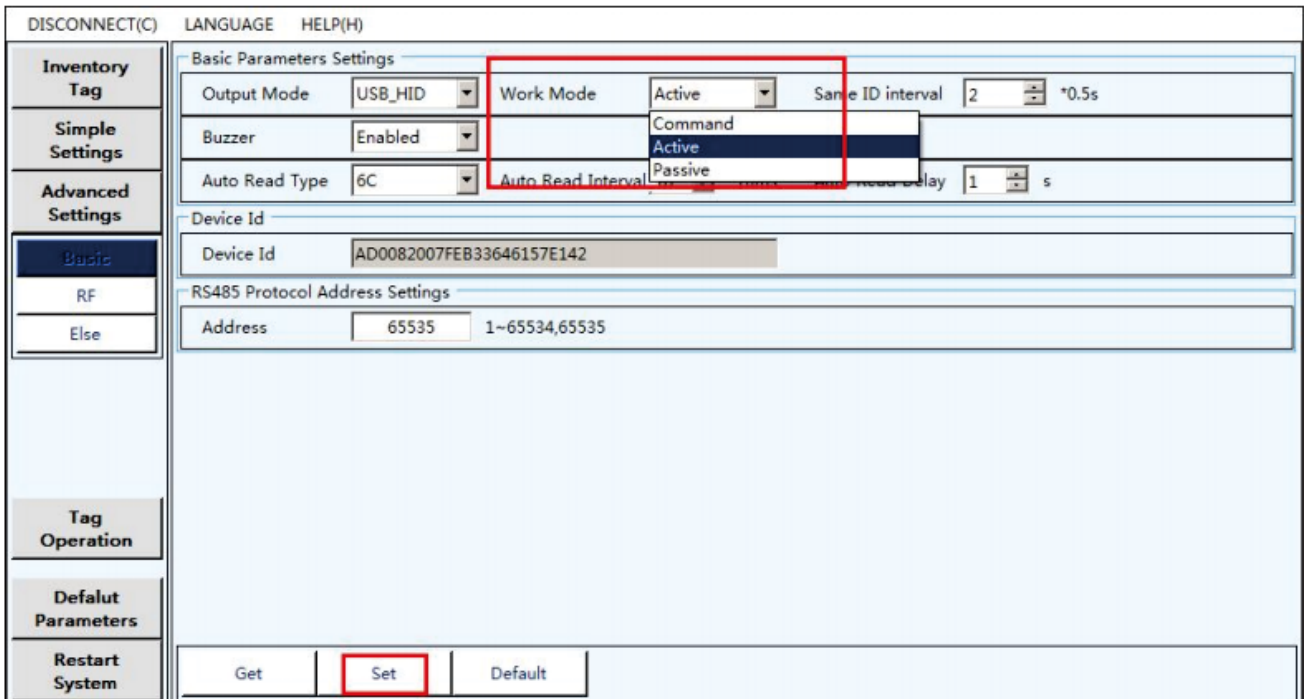 DISCONNECT(C) LANGUAGE HELP(H)
Inventory
Tag
Simple
Settings
Advanced
Settings
Basic
RF
Else
Tag
Operation
Defalut
Parameters
Restart
System
Basic Parameters Settings
Output Mode USB_HID Work Mode Active Same ID interval 2 *0.5s
Command
Buzzer Enabled
Active
Passive
Auto Read Type 6C Auto Read Interval Auto Read Delay 1 s
Device Id
Device Id AD0082007FEB33646157E142
RS485 Protocol Address Settings
Address 65535 1~65534,65535
Get Set Default